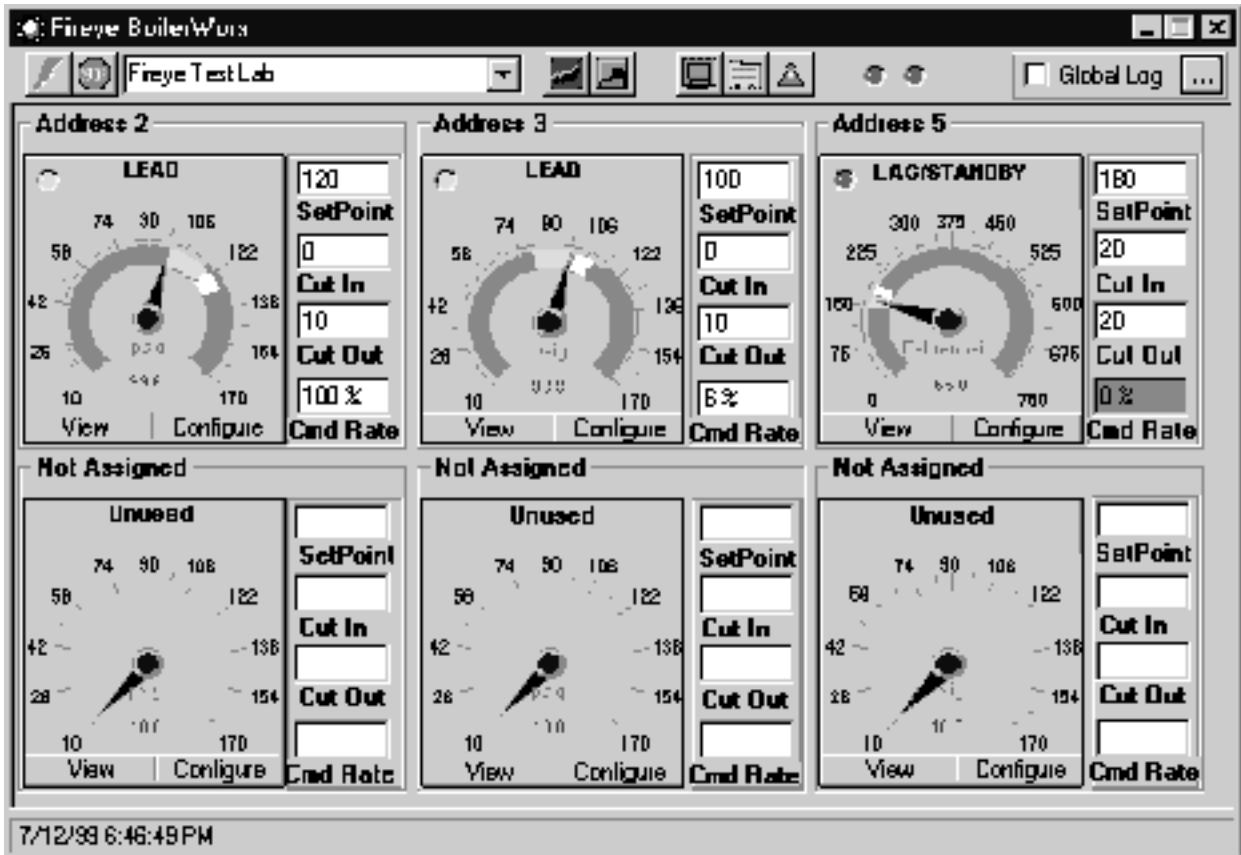 Fireye BoilerWorx
Fireye Test Lab
Global Log ...
Address 2
LEAD
74 90 106
58 122
42 138
26 154
10 170
View Configure
120
SetPoint
0
Cut In
10
Cut Out
100 %
Cmd Rate
Address 3
LEAD
74 90 106
58 122
42 138
26 154
10 170
View Configure
100
SetPoint
0
Cut In
10
Cut Out
6 %
Cmd Rate
Address 5
LAG/STANDBY
300 375 450
225 525
150 600
75 675
0 750
View Configure
180
SetPoint
20
Cut In
20
Cut Out
0 %
Cmd Rate
Not Assigned
Unused
74 90 106
58 122
42 138
26 154
10 170
View Configure
SetPoint
Cut In
Cut Out
Cmd Rate
Not Assigned
Unused
74 90 106
58 122
42 138
26 154
10 170
View Configure
SetPoint
Cut In
Cut Out
Cmd Rate
Not Assigned
Unused
74 90 106
58 122
42 138
26 154
10 170
View Configure
SetPoint
Cut In
Cut Out
Cmd Rate
7/12/99 6:46:49 PM